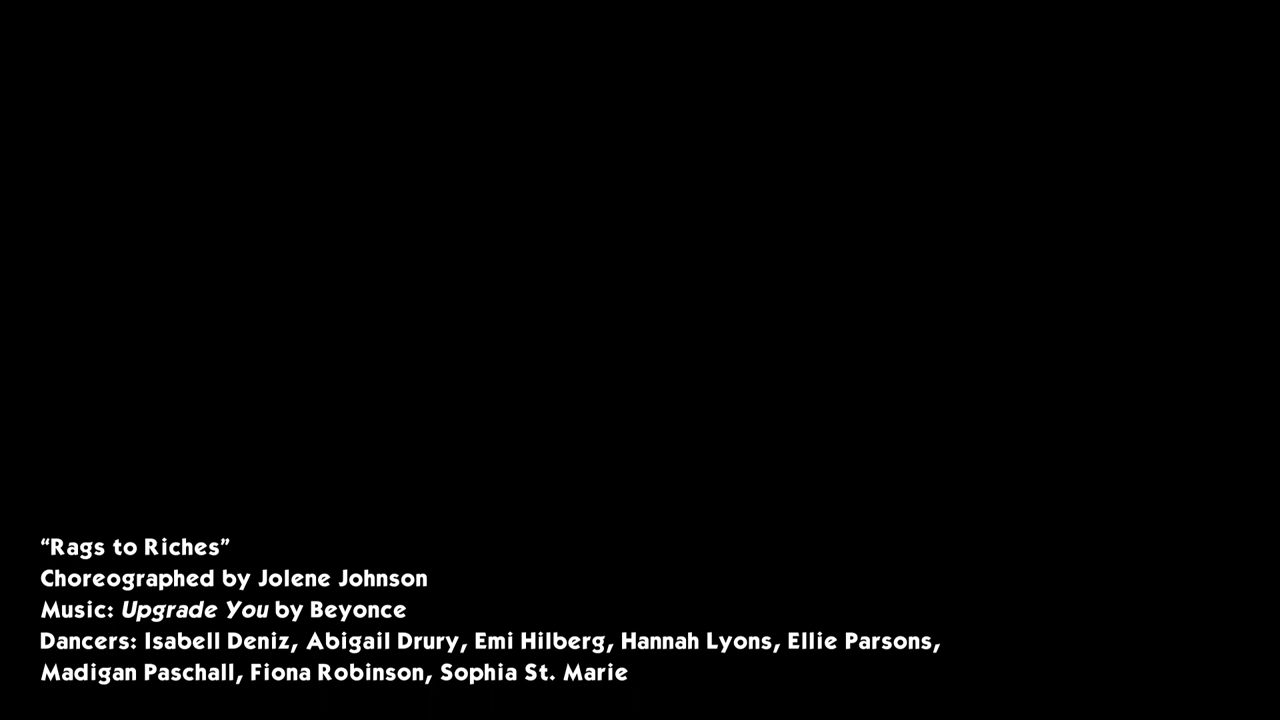 “Rags to Riches”
Choreographed by Jolene Johnson
Music: Upgrade You by Beyonce
Dancers: Isabell Deniz, Abigail Drury, Emi Hilberg, Hannah Lyons, Ellie Parsons,
Madigan Paschall, Fiona Robinson, Sophia St. Marie